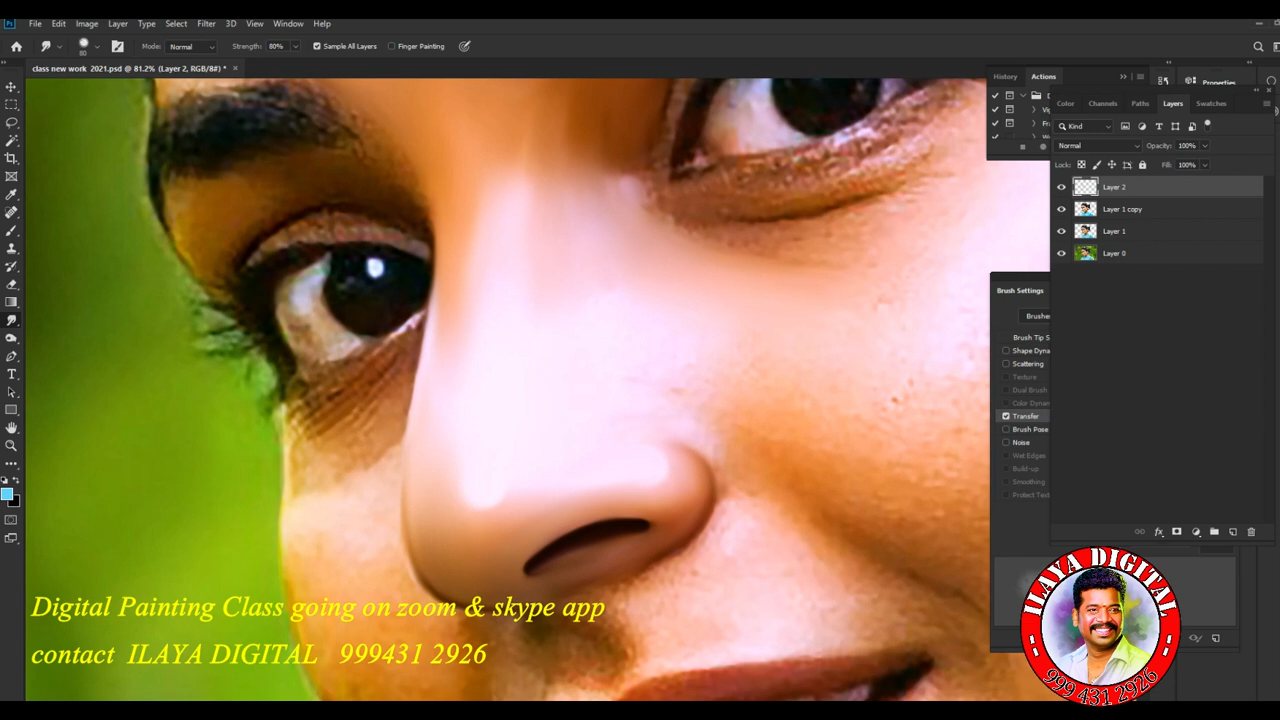 Ps File Edit Image Layer Type Select Filter 3D View Window Help
80 Mode: Normal Strength: 80% Sample All Layers Finger Painting
class new work 2021.psd @ 81.2% (Layer 2, RGB/8#) * ×
History Actions
Properties
Color Channels Paths Layers Swatches
Kind
Normal Opacity: 100%
Lock: Fill: 100%
Layer 2
Layer 1 copy
Layer 1
Layer 0
Brush Settings
Brushe
Brush Tip S
Shape Dyna
Scattering
Texture
Dual Brush
Color Dynam
Transfer
Brush Pose
Noise
Wet Edges
Build-up
Smoothing
Protect Text
Digital Painting Class going on zoom & skype app
contact ILAYA DIGITAL 999431 2926
ILAYA DIGITAL
999 431 2926